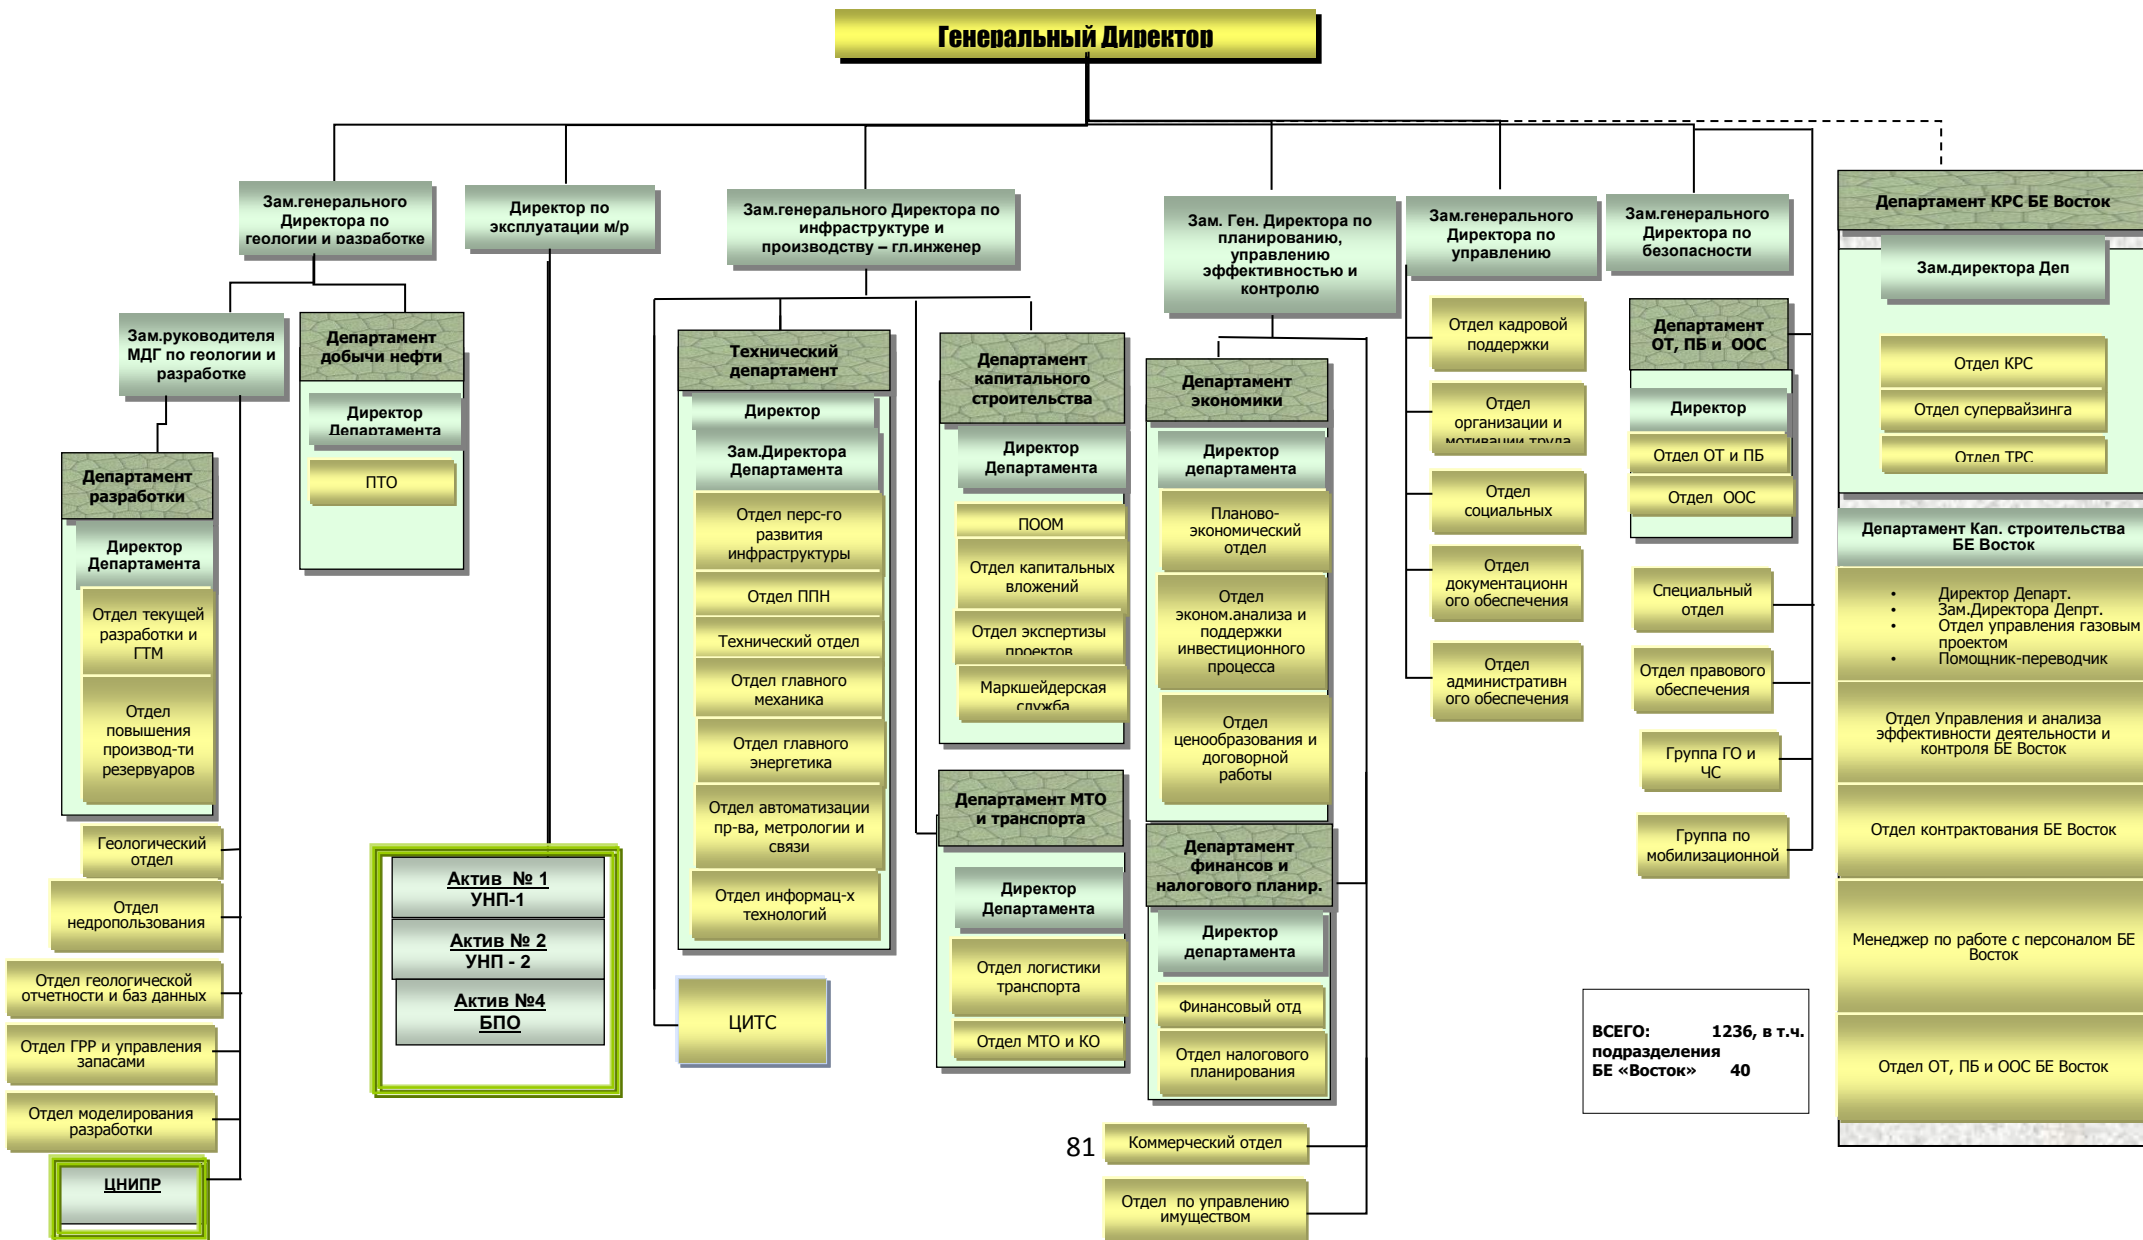 Генеральный Директор
Зам.генерального
Директора по
геологии и разработке
Директор по
эксплуатации м/р
Зам.генерального Директора по
инфраструктуре и
производству – гл.инженер
Зам. Ген. Директора по
планированию,
управлению
эффективностью и
контролю
Зам.генерального
Директора по
управлению
Зам.генерального
Директора по
безопасности
Зам.руководителя
МДГ по геологии и
разработке
Департамент
разработки
Директор
Департамента
Отдел текущей
разработки и
ГТМ
Отдел
повышения
производ-ти
резервуаров
Геологический
отдел
Отдел
недропользования
Отдел геологической
отчетности и баз данных
Отдел ГРР и управления
запасами
Отдел моделирования
разработки
ЦНИПР
Департамент
добычи нефти
Директор
Департамента
ПТО
Актив № 1
УНП-1
Актив № 2
УНП - 2
Актив №4
БПО
Технический
департамент
Директор
Зам.Директора
Департамента
Отдел перс-го
развития
инфраструктуры
Отдел ППН
Технический отдел
Отдел главного
механика
Отдел главного
энергетика
Отдел автоматизации
пр-ва, метрологии и
связи
Отдел информац-х
технологий
ЦИТС
Департамент
капитального
строительства
Директор
Департамента
ПООМ
Отдел капитальных
вложений
Отдел экспертизы
проектов
Маркшейдерская
служба
Департамент МТО
и транспорта
Директор
Департамента
Отдел логистики
транспорта
Отдел МТО и КО
Департамент
экономики
Директор
департамента
Планово-
экономический
отдел
Отдел
эконом.анализа и
поддержки
инвестиционного
процесса
Отдел
ценообразования и
договорной
работы
Департамент
финансов и
налогового планир.
Директор
департамента
Финансовый отд
Отдел налогового
планирования
81
Коммерческий отдел
Отдел по управлению
имуществом
Отдел кадровой
поддержки
Отдел
организации и
мотивации труда
Отдел
социальных
Отдел
документационн
ого обеспечения
Отдел
административн
ого обеспечения
Департамент
ОТ, ПБ и ООС
Директор
Отдел ОТ и ПБ
Отдел ООС
Специальный
отдел
Отдел правового
обеспечения
Группа ГО и
ЧС
Группа по
мобилизационной
ВСЕГО: 1236, в т.ч.
подразделения
БЕ «Восток» 40
Департамент КРС БЕ Восток
Зам.директора Деп
Отдел КРС
Отдел супервайзинга
Отдел ТРС
Департамент Кап. строительства
БЕ Восток
• Директор Департ.
• Зам.Директора Депрт.
• Отдел управления газовым
проектом
• Помощник-переводчик
Отдел Управления и анализа
эффективности деятельности и
контроля БЕ Восток
Отдел контрактования БЕ Восток
Менеджер по работе с персоналом БЕ
Восток
Отдел ОТ, ПБ и ООС БЕ Восток